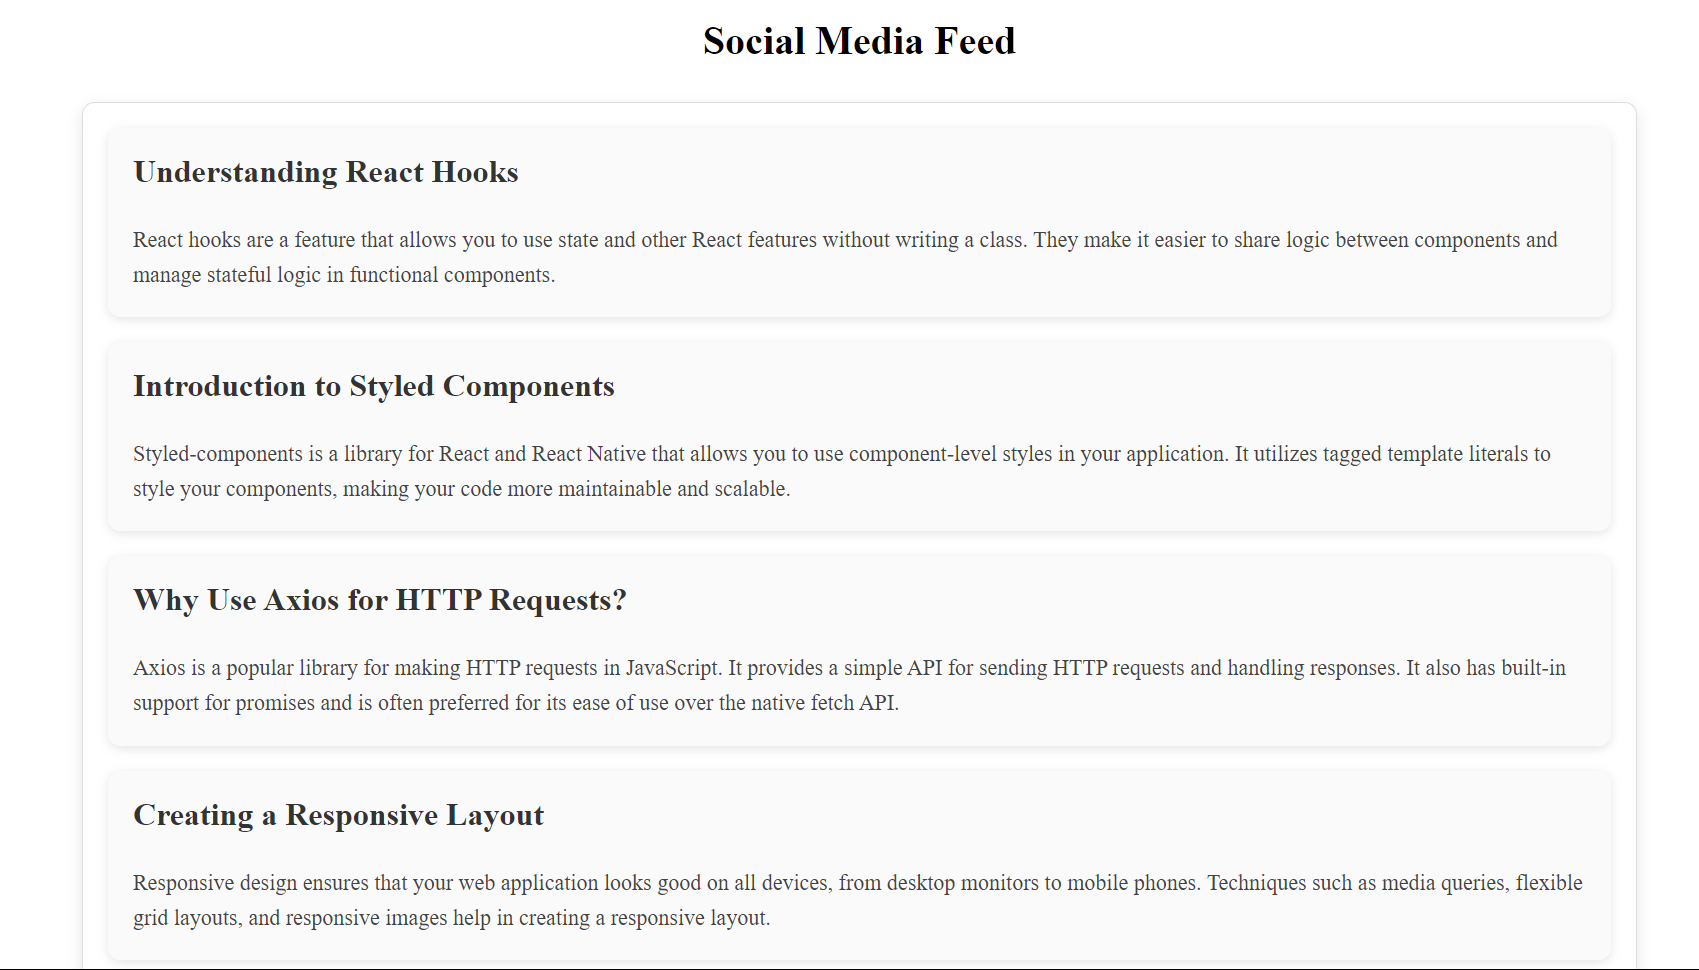 Social Media Feed
Understanding React Hooks
React hooks are a feature that allows you to use state and other React features without writing a class. They make it easier to share logic between components and
manage stateful logic in functional components.
Introduction to Styled Components
Styled-components is a library for React and React Native that allows you to use component-level styles in your application. It utilizes tagged template literals to
style your components, making your code more maintainable and scalable.
Why Use Axios for HTTP Requests?
Axios is a popular library for making HTTP requests in JavaScript. It provides a simple API for sending HTTP requests and handling responses. It also has built-in
support for promises and is often preferred for its ease of use over the native fetch API.
Creating a Responsive Layout
Responsive design ensures that your web application looks good on all devices, from desktop monitors to mobile phones. Techniques such as media queries, flexible
grid layouts, and responsive images help in creating a responsive layout.